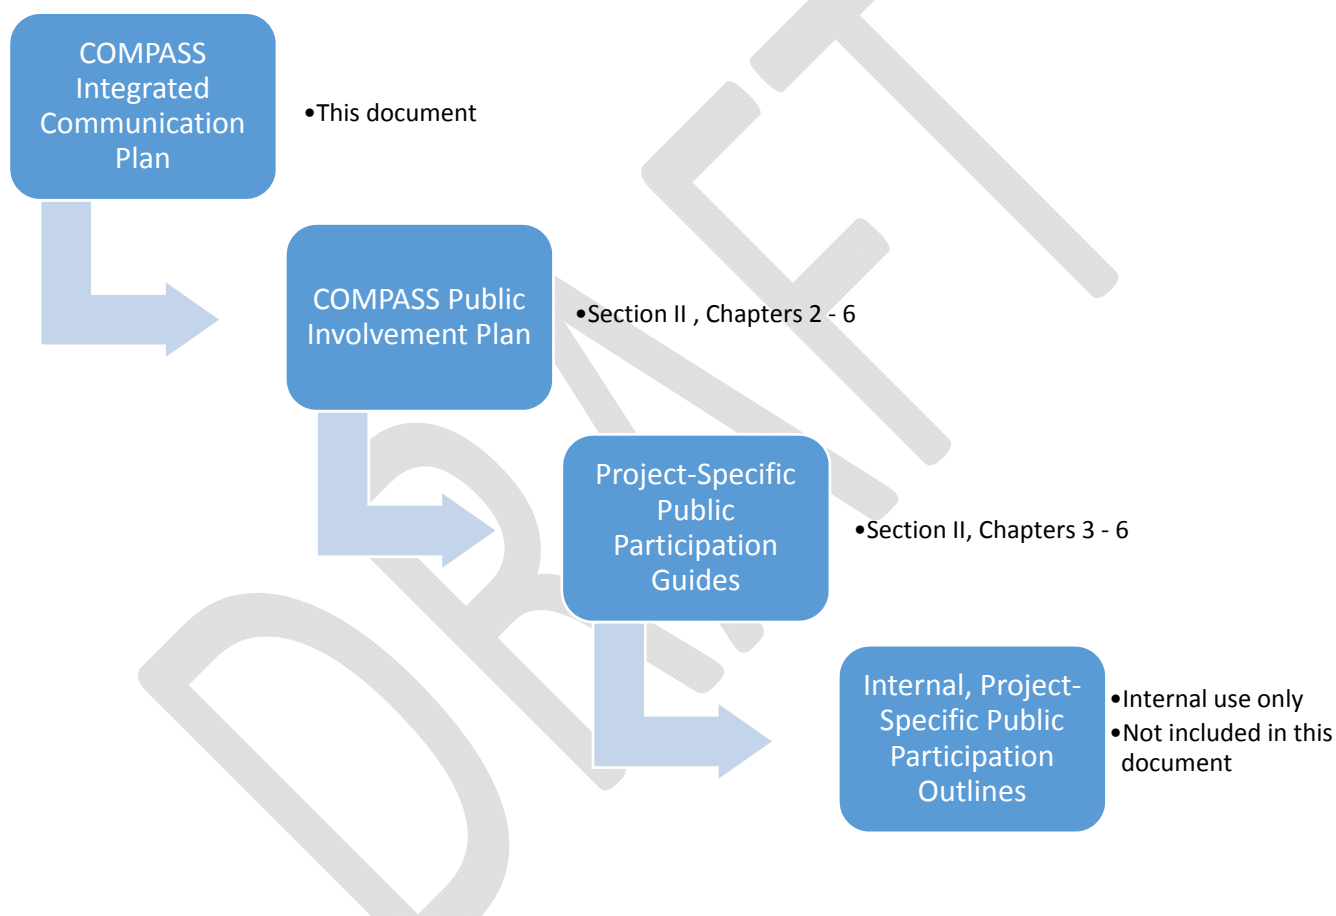 COMPASS
Integrated
Communication
Plan
•This document
COMPASS Public
Involvement Plan
•Section II , Chapters 2 - 6
Project-Specific
Public
Participation
Guides
•Section II, Chapters 3 - 6
Internal, Project-
Specific Public
Participation
Outlines
•Internal use only
•Not included in this
document
DRAFT